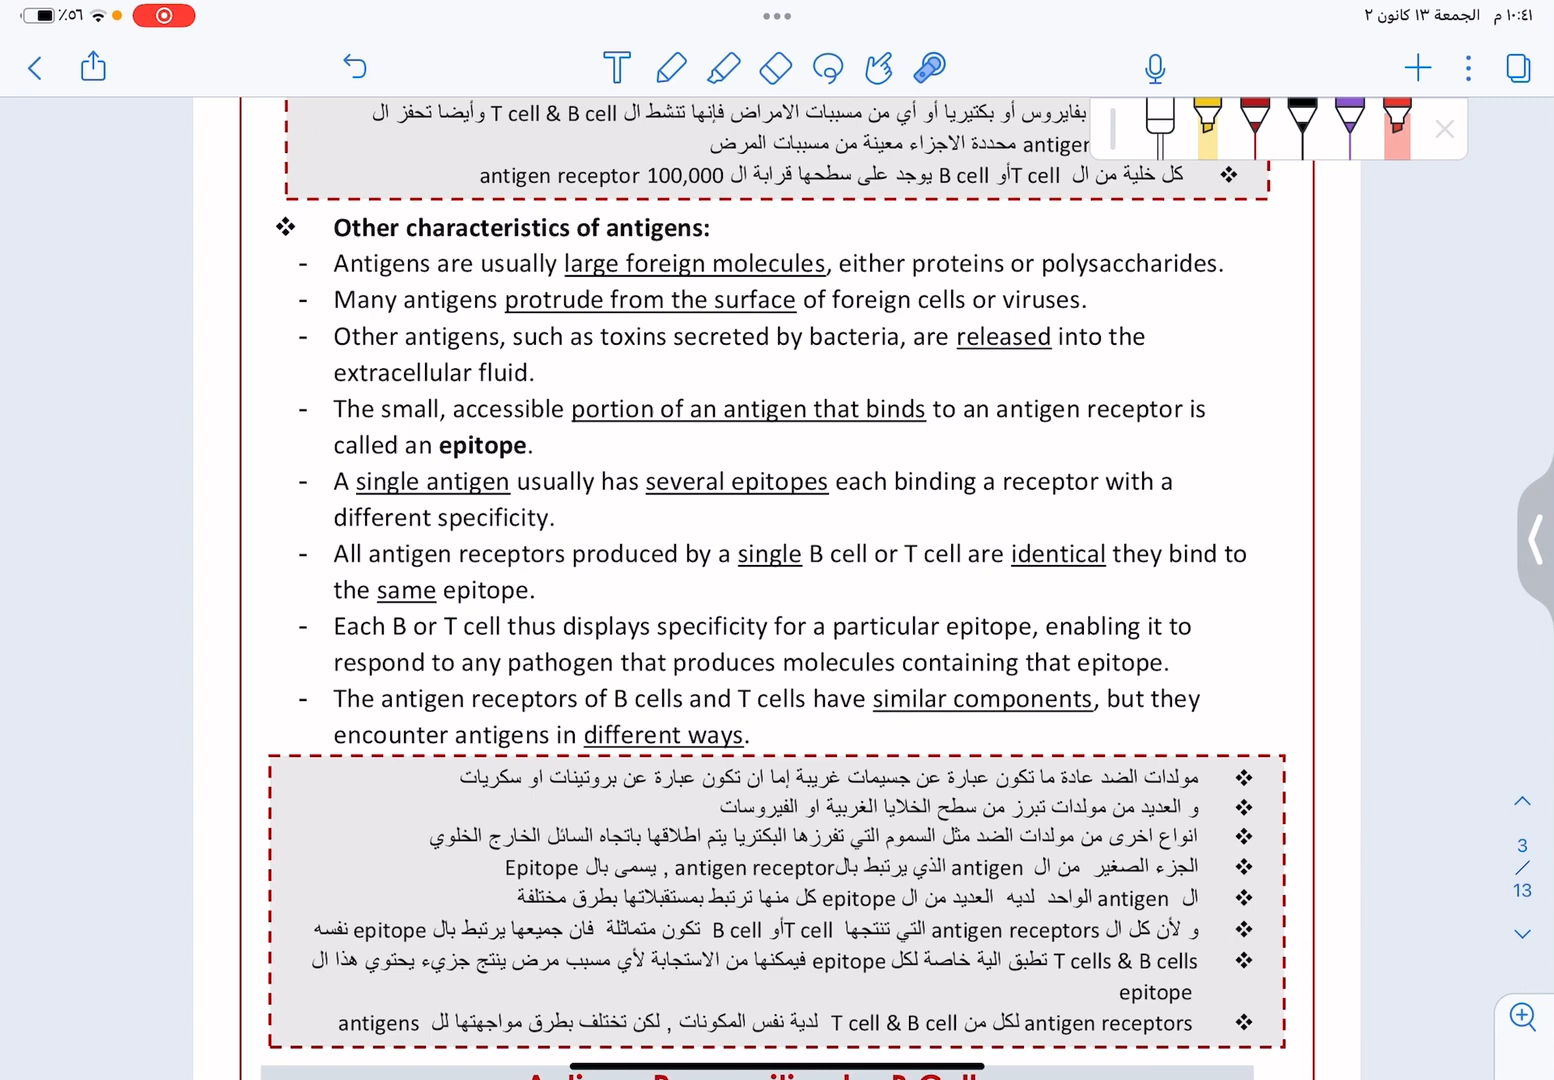 ١٠:٤١ م الجمعة ١٣ كانون ٢
٪٥٦
بفايروس أو بكتيريا أو أي من مسببات الامراض فإنها تنشط ال T cell & B cell وأيضا تحفز ال
antigen محددة الاجزاء معينة من مسببات المرض
❖ كل خلية من ال T cell أو B cell يوجد على سطحها قرابة ال 100,000 antigen receptor
❖ Other characteristics of antigens:
- Antigens are usually large foreign molecules, either proteins or polysaccharides.
- Many antigens protrude from the surface of foreign cells or viruses.
- Other antigens, such as toxins secreted by bacteria, are released into the
extracellular fluid.
- The small, accessible portion of an antigen that binds to an antigen receptor is
called an epitope.
- A single antigen usually has several epitopes each binding a receptor with a
different specificity.
- All antigen receptors produced by a single B cell or T cell are identical they bind to
the same epitope.
- Each B or T cell thus displays specificity for a particular epitope, enabling it to
respond to any pathogen that produces molecules containing that epitope.
- The antigen receptors of B cells and T cells have similar components, but they
encounter antigens in different ways.
❖ مولدات الضد عادة ما تكون عبارة عن جسيمات غريبة إما ان تكون عبارة عن بروتينات او سكريات
❖ و العديد من مولدات تبرز من سطح الخلايا الغريبة او الفيروسات
❖ انواع اخرى من مولدات الضد مثل السموم التي تفرزها البكتريا يتم اطلاقها باتجاه السائل الخارج الخلوي
❖ الجزء الصغير من ال antigen الذي يرتبط بال antigen receptor , يسمى بال Epitope
❖ ال antigen الواحد لديه العديد من ال epitope كل منها ترتبط بمستقبلاتها بطرق مختلفة
❖ و لأن كل ال antigen receptors التي تنتجها T cell أو B cell تكون متماثلة فان جميعها يرتبط بال epitope نفسه
❖ T cells & B cells تطبق الية خاصة لكل epitope فيمكنها من الاستجابة لأي مسبب مرض ينتج جزيء يحتوي هذا ال
epitope
❖ antigen receptors لكل من T cell & B cell لدية نفس المكونات , لكن تختلف بطرق مواجهتها لل antigens
3
/
13